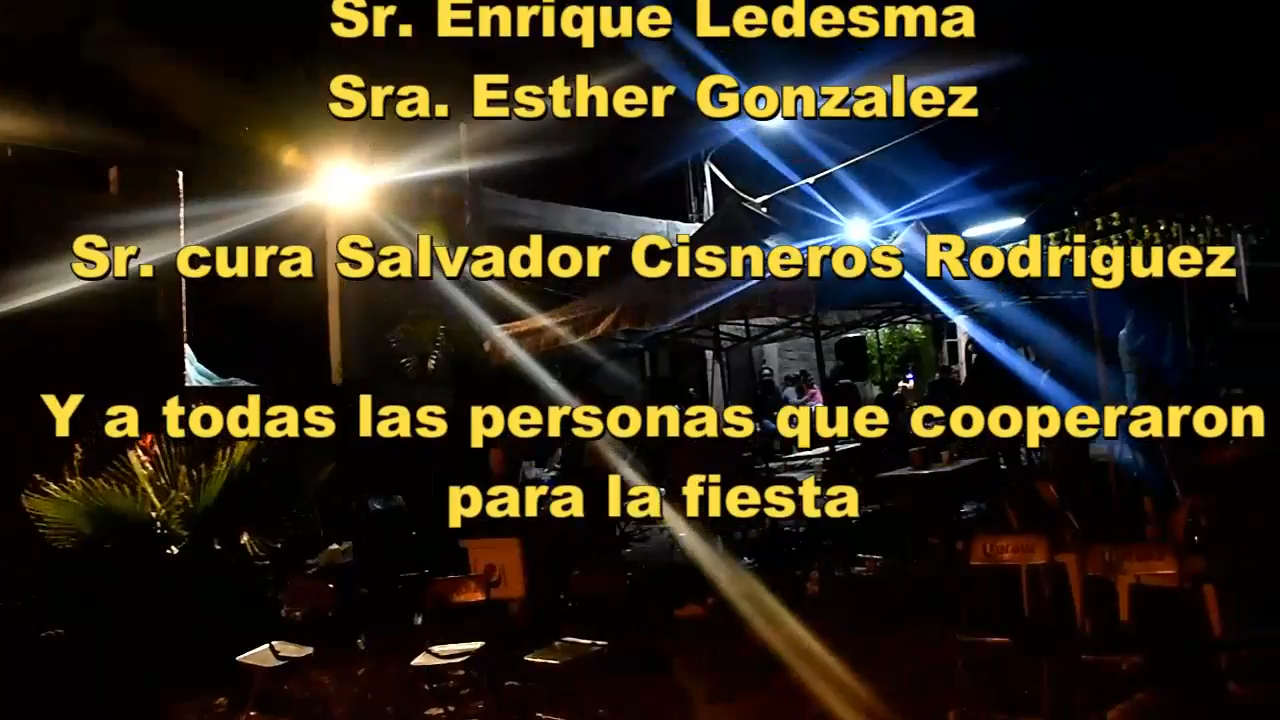 Sr. Enrique Ledesma
Sra. Esther Gonzalez
Sr. cura Salvador Cisneros Rodriguez
Y a todas las personas que cooperaron
para la fiesta